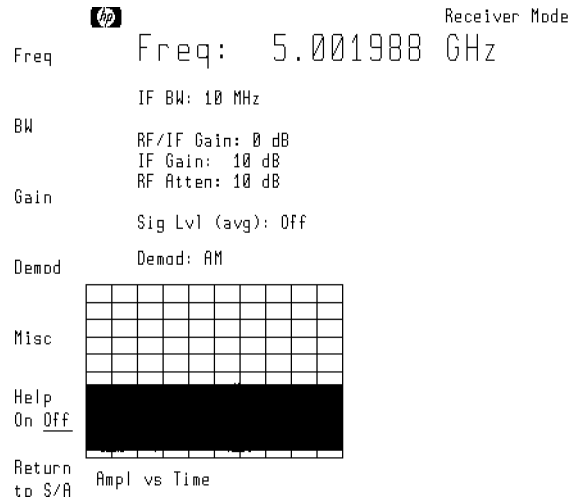 hp
Receiver Mode
Freq: 5.001988 GHz
Freq
IF BW: 10 MHz
BW
RF/IF Gain: 0 dB
IF Gain: 10 dB
RF Atten: 10 dB
Gain
Sig Lvl (avg): Off
Demod: AM
Demod
Misc
Help
On Off
Return
to S/A
Ampl vs Time